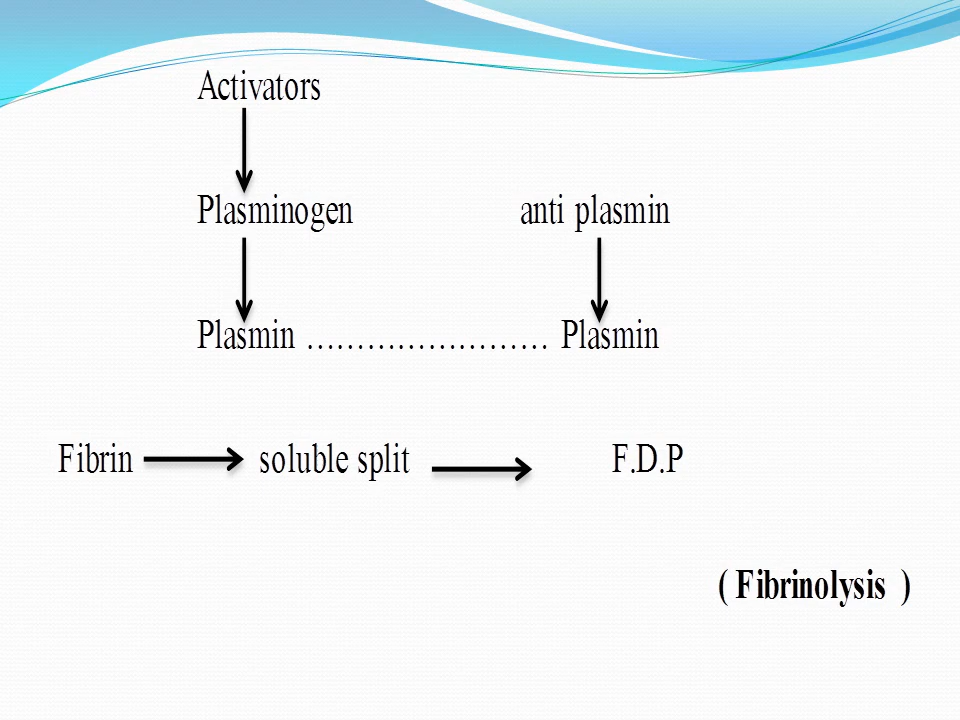 Activators
Plasminogen anti plasmin
Plasmin ........................ Plasmin
Fibrin soluble split F.D.P
( Fibrinolysis )